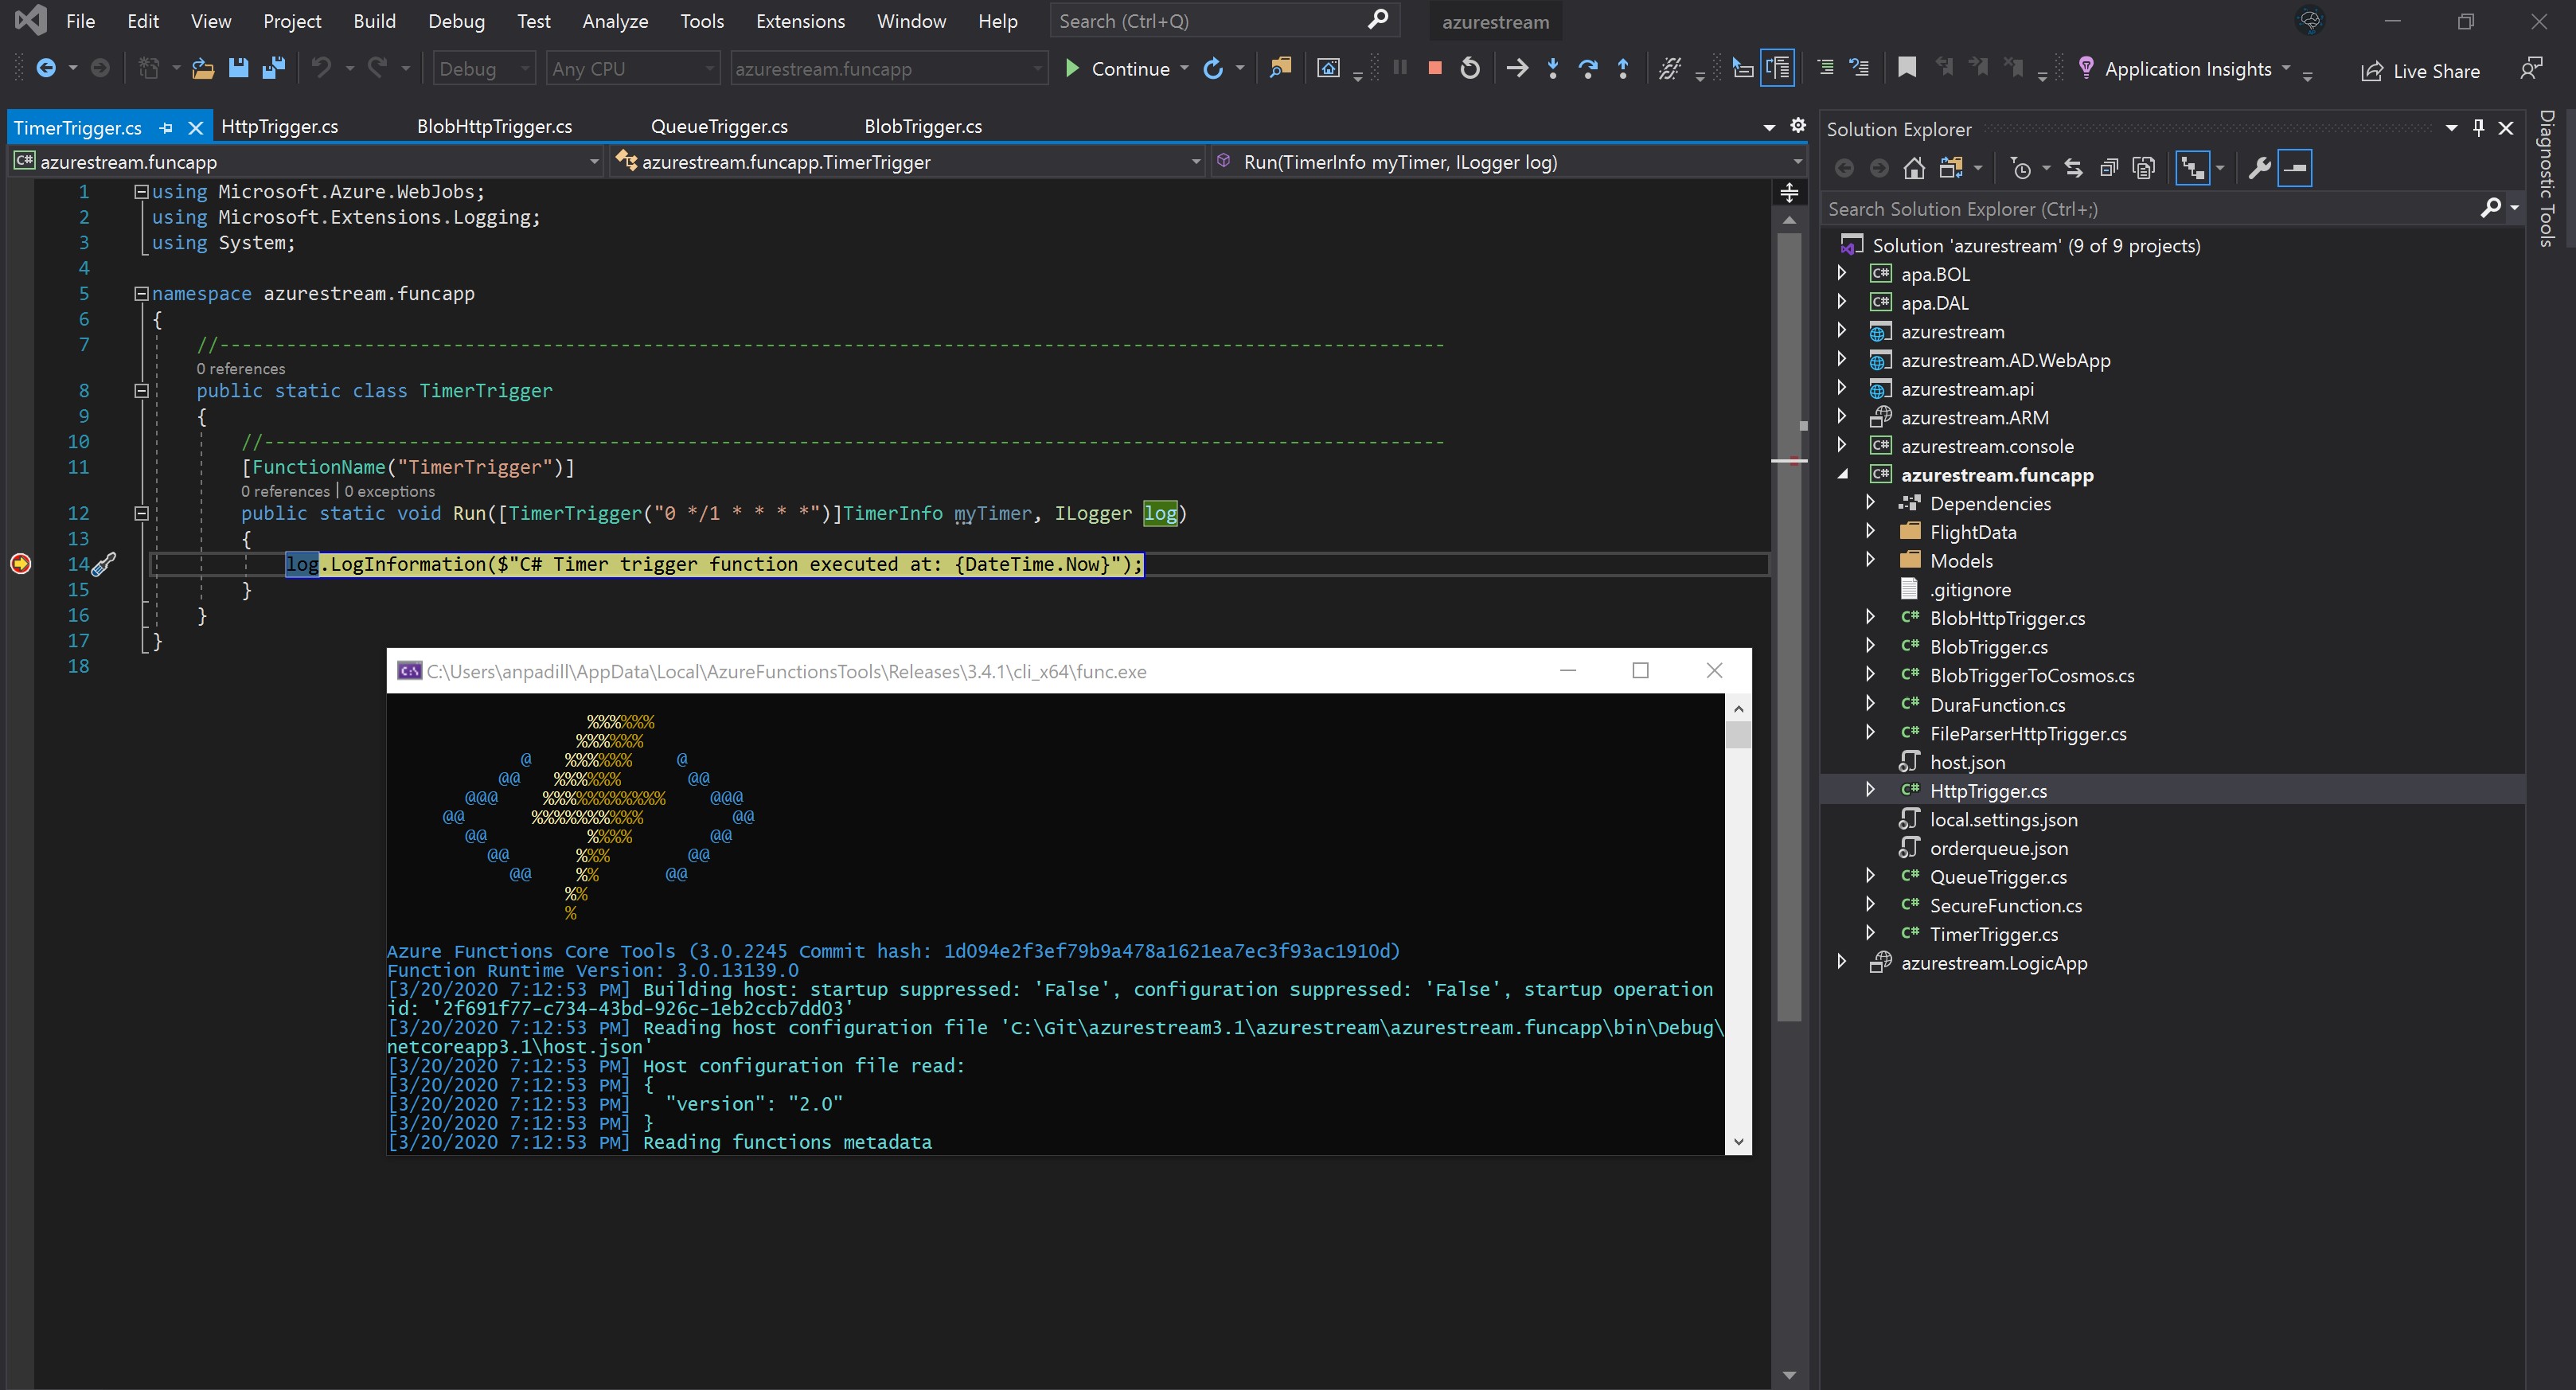 File Edit View Project Build Debug Test Analyze Tools Extensions Window Help Search (Ctrl+Q) azurestream
Debug Any CPU azurestream.funcapp Continue Application Insights Live Share
TimerTrigger.cs HttpTrigger.cs BlobHttpTrigger.cs QueueTrigger.cs BlobTrigger.cs
C# azurestream.funcapp azurestream.funcapp.TimerTrigger Run(TimerInfo myTimer, ILogger log)
1 using Microsoft.Azure.WebJobs;
2 using Microsoft.Extensions.Logging;
3 using System;
4
5 namespace azurestream.funcapp
6 {
7 //--------------------------------------------------------------------------------------------------------------
0 references
8 public static class TimerTrigger
9 {
10 //----------------------------------------------------------------------------------------------------------
11 [FunctionName("TimerTrigger")]
0 references | 0 exceptions
12 public static void Run([TimerTrigger("0 */1 * * * *")]TimerInfo myTimer, ILogger log)
13 {
14 log.LogInformation($"C# Timer trigger function executed at: {DateTime.Now}");
15 }
16 }
17 }
18
C:\Users\anpadill\AppData\Local\AzureFunctionsTools\Releases\3.4.1\cli_x64\func.exe
%%%%%%
%%%%%%
@ %%%%%% @
@@ %%%%%% @@
@@@ %%%%%%%%%%% @@@
@@ %%%%%%%%%% @@
@@ %%%% @@
@@ %%% @@
@@ %% @@
%%
%
Azure Functions Core Tools (3.0.2245 Commit hash: 1d094e2f3ef79b9a478a1621ea7ec3f93ac1910d)
Function Runtime Version: 3.0.13139.0
[3/20/2020 7:12:53 PM] Building host: startup suppressed: 'False', configuration suppressed: 'False', startup operation
id: '2f691f77-c734-43bd-926c-1eb2ccb7dd03'
[3/20/2020 7:12:53 PM] Reading host configuration file 'C:\Git\azurestream3.1\azurestream\azurestream.funcapp\bin\Debug\
netcoreapp3.1\host.json'
[3/20/2020 7:12:53 PM] Host configuration file read:
[3/20/2020 7:12:53 PM] {
[3/20/2020 7:12:53 PM] "version": "2.0"
[3/20/2020 7:12:53 PM] }
[3/20/2020 7:12:53 PM] Reading functions metadata
Solution Explorer
Search Solution Explorer (Ctrl+;)
Solution 'azurestream' (9 of 9 projects)
C# apa.BOL
C# apa.DAL
azurestream
azurestream.AD.WebApp
azurestream.api
azurestream.ARM
C# azurestream.console
C# azurestream.funcapp
Dependencies
FlightData
Models
.gitignore
C# BlobHttpTrigger.cs
C# BlobTrigger.cs
C# BlobTriggerToCosmos.cs
C# DuraFunction.cs
C# FileParserHttpTrigger.cs
host.json
C# HttpTrigger.cs
local.settings.json
orderqueue.json
C# QueueTrigger.cs
C# SecureFunction.cs
C# TimerTrigger.cs
azurestream.LogicApp
Diagnostic Tools